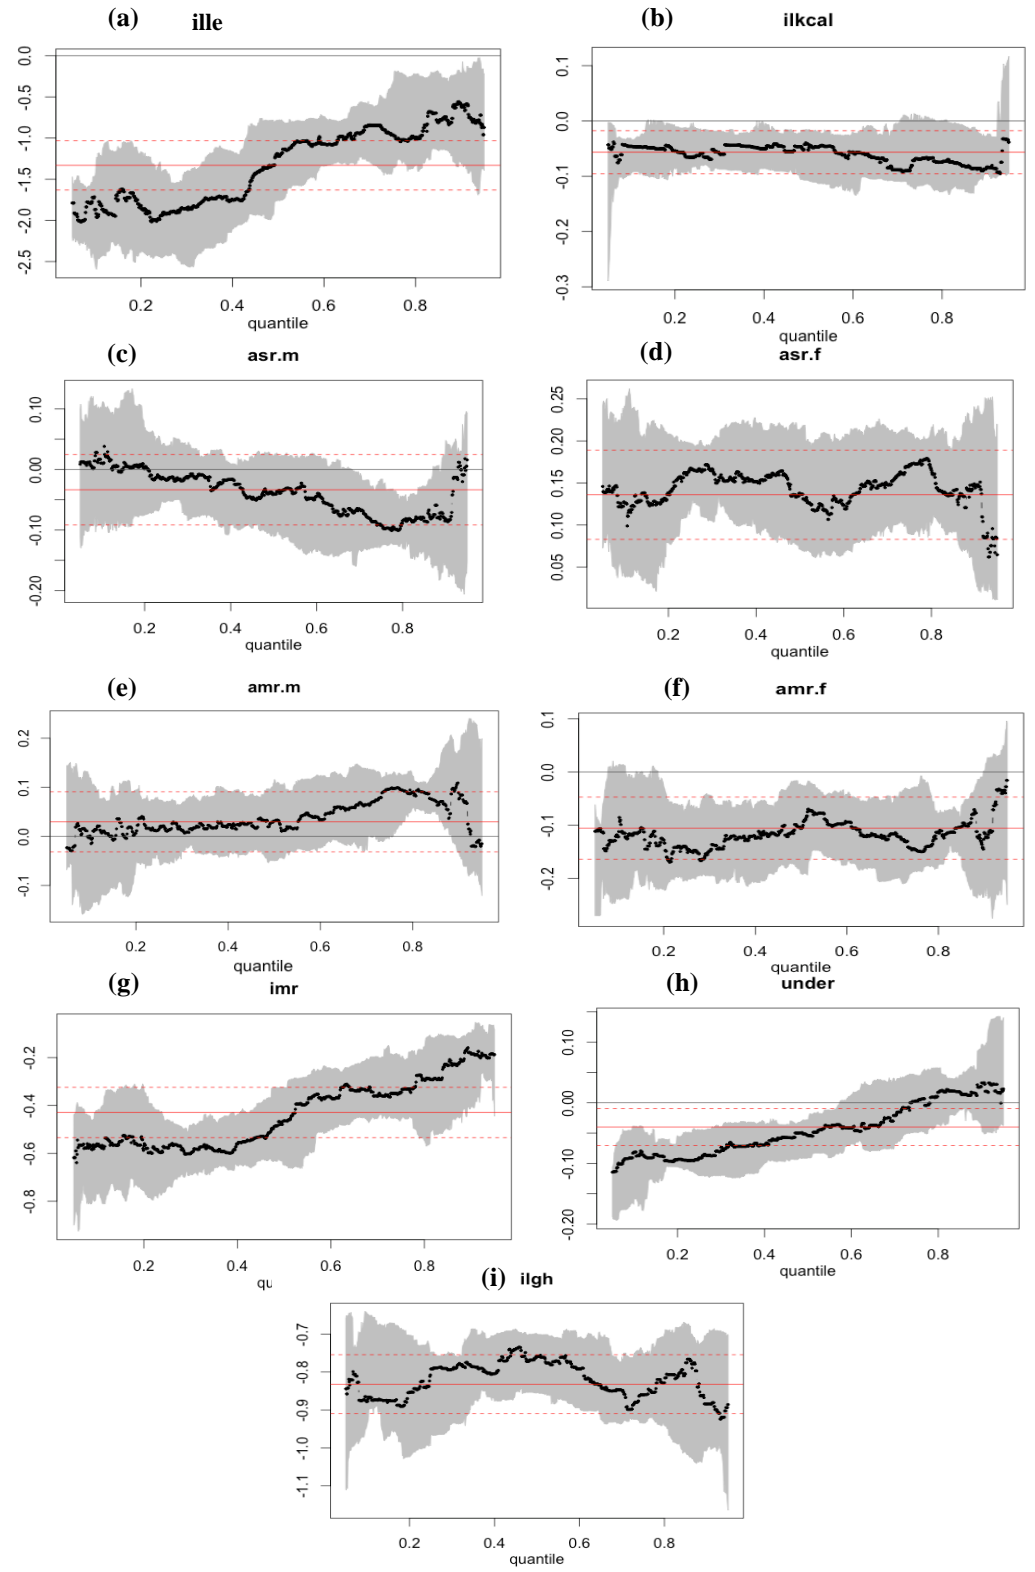 (a) ille
0.0
-0.5
-1.0
-1.5
-2.0
-2.5
0.2 0.4 0.6 0.8
quantile
(b) ilkcal
0.1
0.0
-0.1
-0.2
-0.3
0.2 0.4 0.6 0.8
quantile
(c)
asr.m
0.10
0.00
-0.10
-0.20
0.2 0.4 0.6 0.8
quantile
(d)
asr.f
0.25
0.20
0.15
0.10
0.05
0.2 0.4 0.6 0.8
quantile
(e) amr.m
0.2
0.1
0.0
-0.1
0.2 0.4 0.6 0.8
quantile
(f) amr.f
0.1
0.0
-0.1
-0.2
0.2 0.4 0.6 0.8
quantile
(g) imr
-0.2
-0.4
-0.6
-0.8
0.2 0.4 0.6 0.8
qu
(h) under
0.10
0.00
-0.10
-0.20
0.2 0.4 0.6 0.8
quantile
(i) ilgh
-0.7
-0.8
-0.9
-1.0
-1.1
0.2 0.4 0.6 0.8
quantile